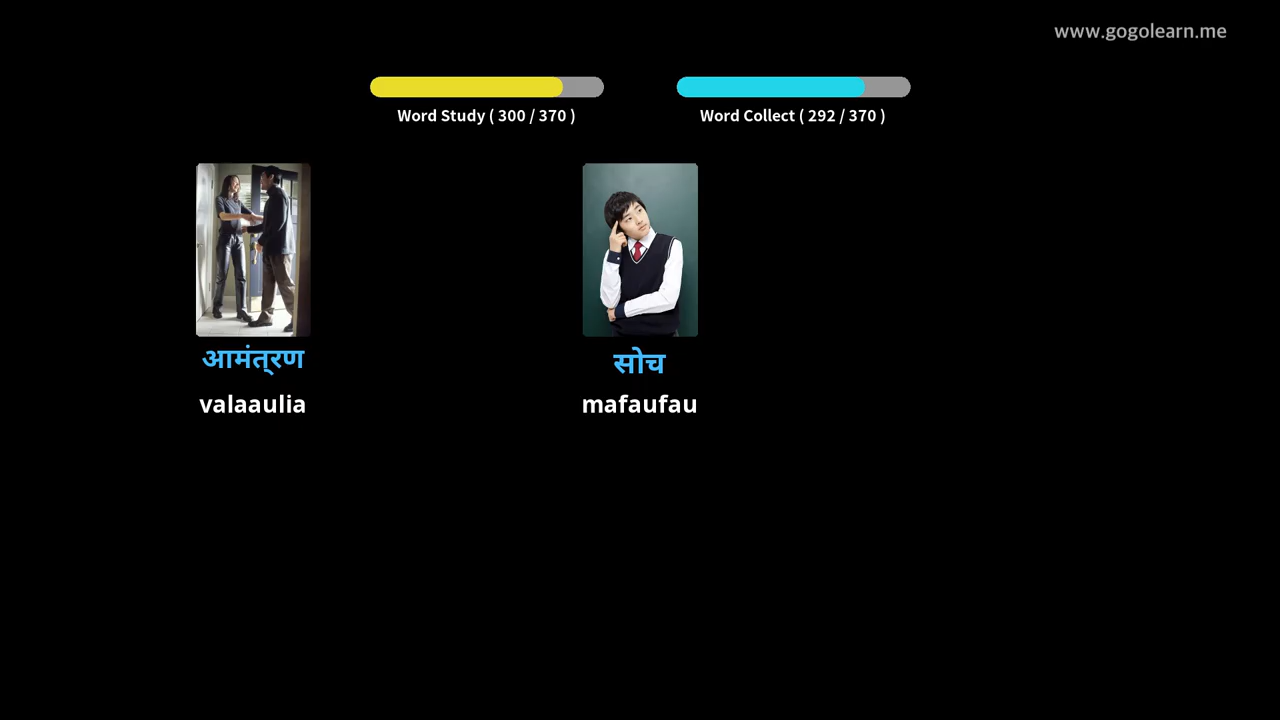 www.gogolearn.me
Word Study ( 300 / 370 )
Word Collect ( 292 / 370 )
आमंत्रण
सोच
valaaulia
mafaufau